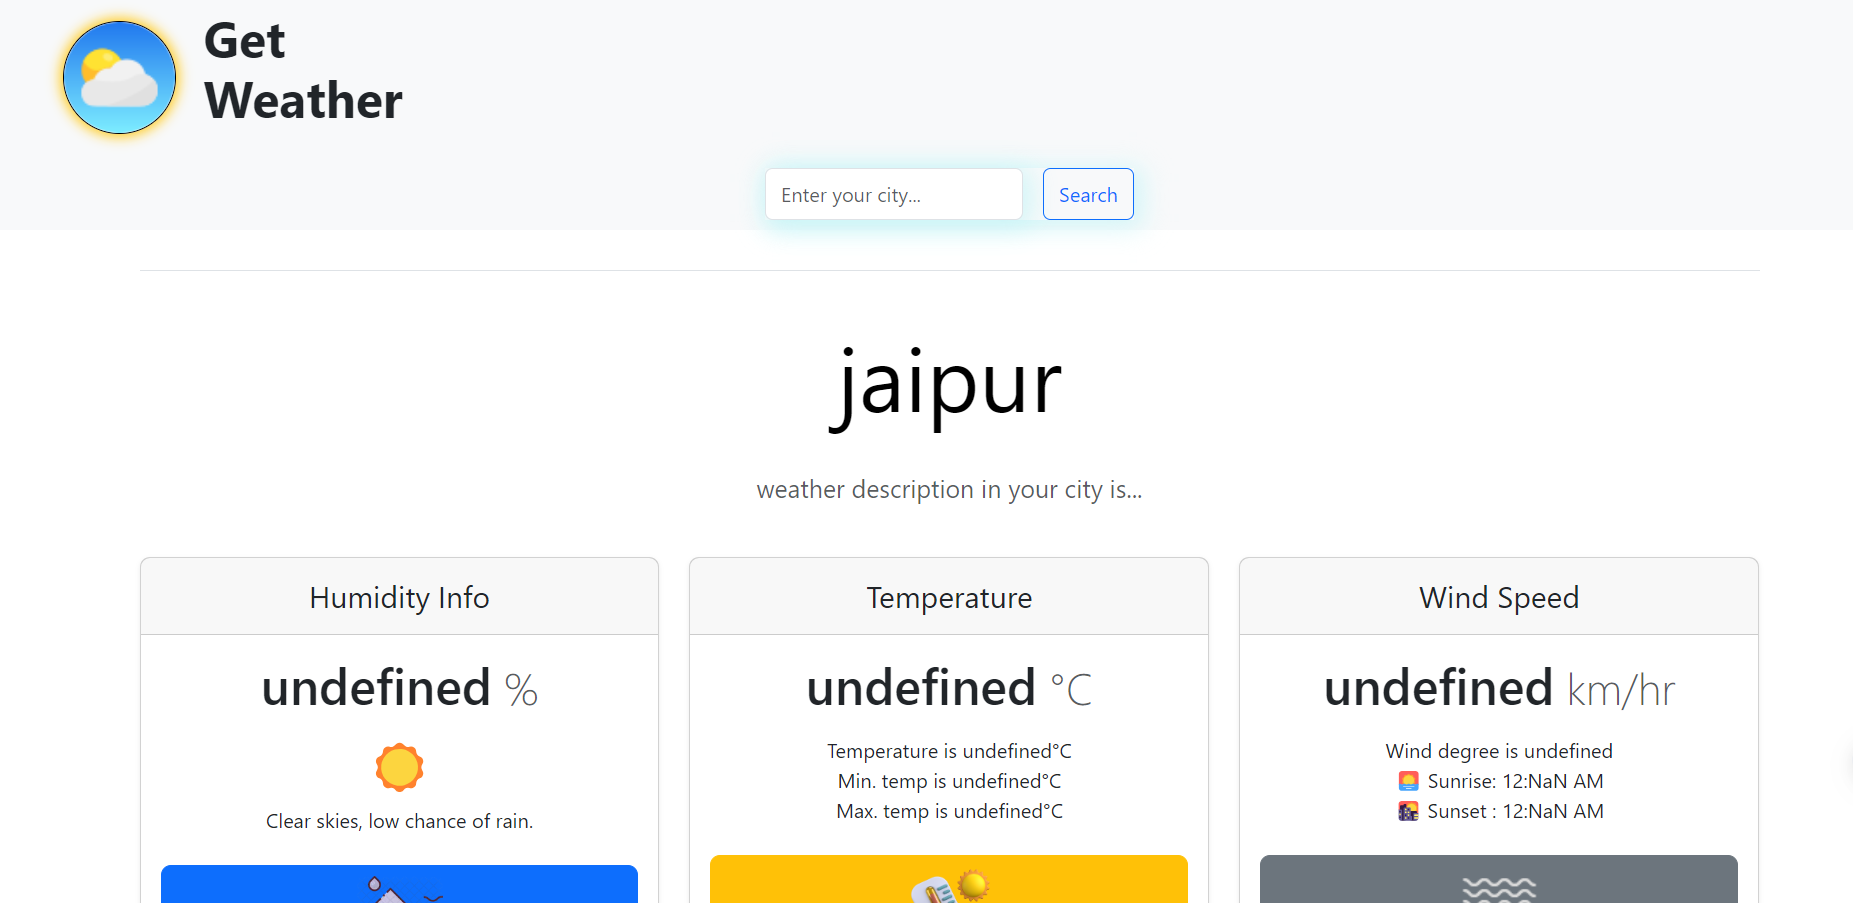 Get
Weather
Enter your city...
Search
jaipur
weather description in your city is...
Humidity Info
undefined %
Clear skies, low chance of rain.
Temperature
undefined °C
Temperature is undefined°C
Min. temp is undefined°C
Max. temp is undefined°C
Wind Speed
undefined km/hr
Wind degree is undefined
Sunrise: 12:NaN AM
Sunset : 12:NaN AM